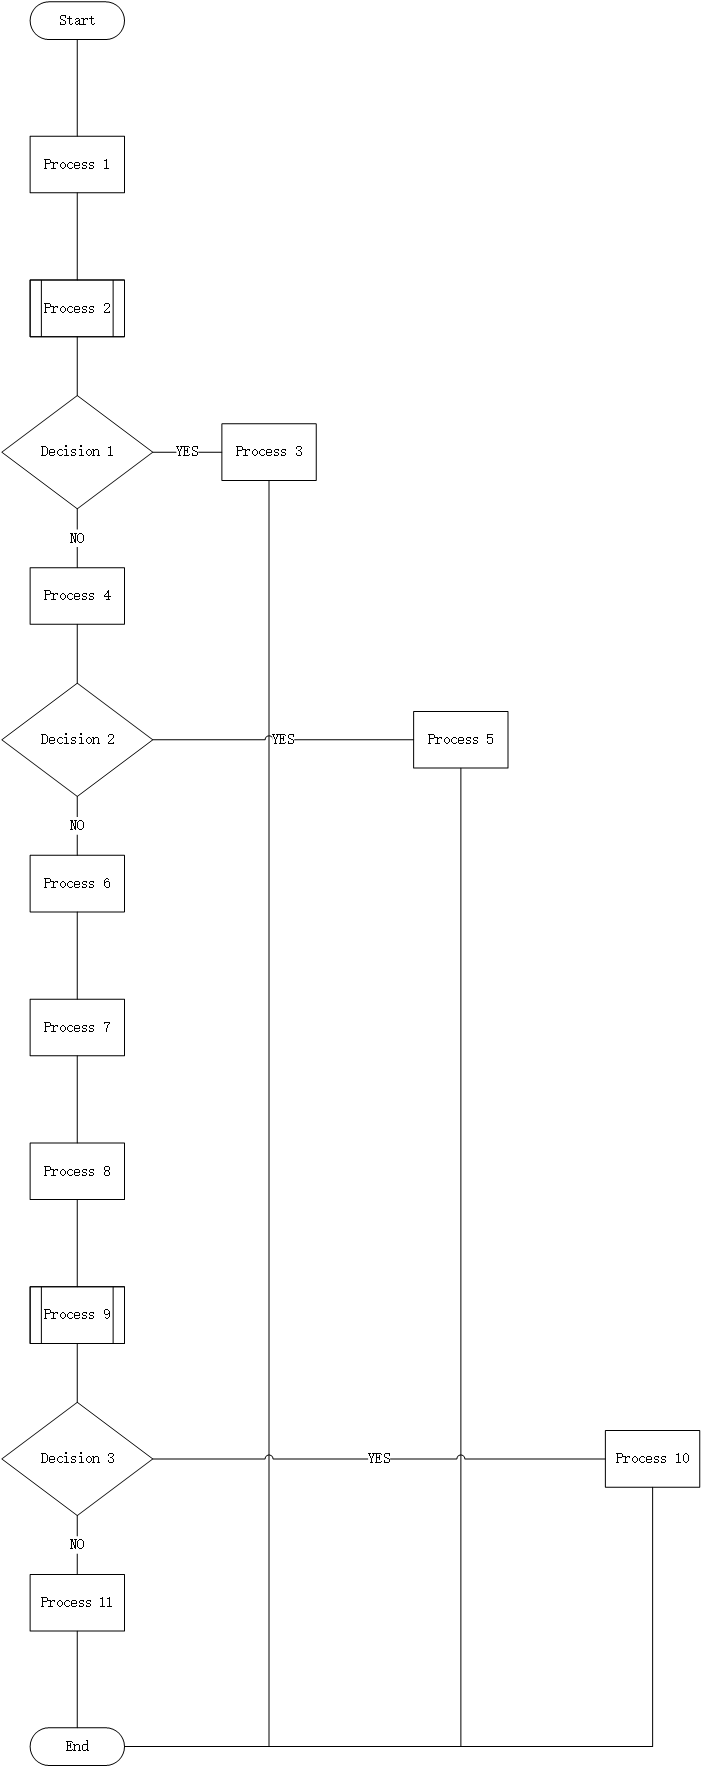 Start
Process 1
Process 2
Decision 1
YES
Process 3
NO
Process 4
Decision 2
YES
Process 5
NO
Process 6
Process 7
Process 8
Process 9
Decision 3
YES
Process 10
NO
Process 11
End